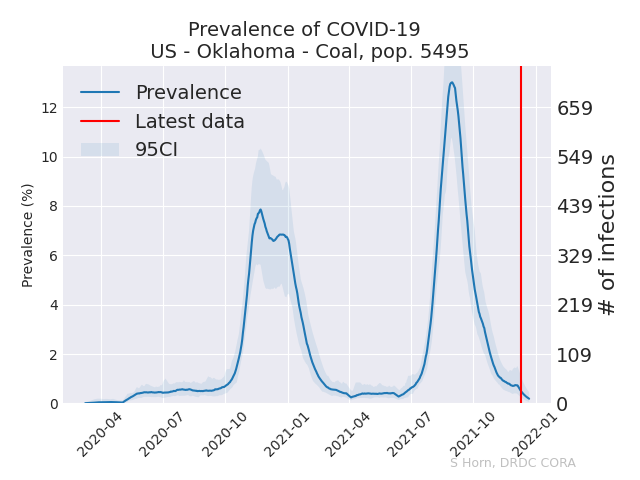 Prevalence of COVID-19
US - Oklahoma - Coal, pop. 5495
Prevalence
Latest data
95CI
Prevalence (%)
12
10
8
6
4
2
0
659
549
439
329
219
109
0
# of infections
2020-04
2020-07
2020-10
2021-01
2021-04
2021-07
2021-10
2022-01
S Horn, DRDC CORA